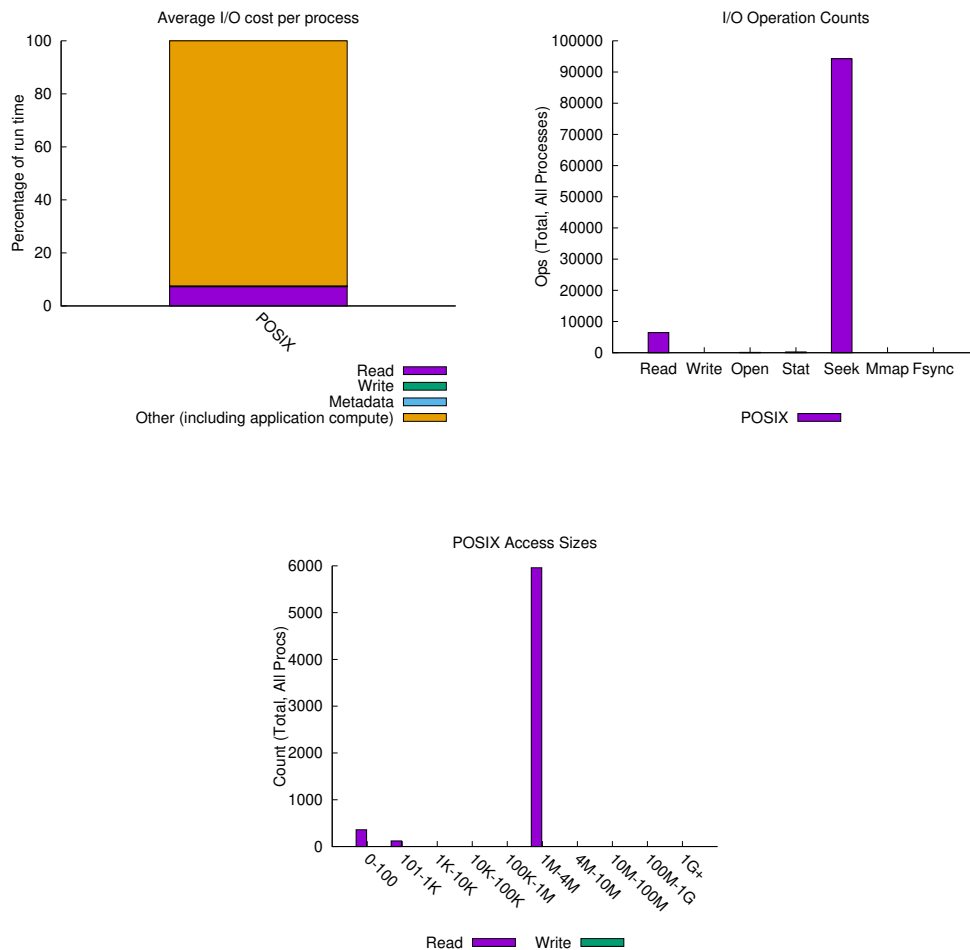 Average I/O cost per process
100
80
60
40
20
0
Percentage of run time
POSIX
Read
Write
Metadata
Other (including application compute)
I/O Operation Counts
100000
90000
80000
70000
60000
50000
40000
30000
20000
10000
0
Ops (Total, All Processes)
Read Write Open Stat Seek Mmap Fsync
POSIX
POSIX Access Sizes
6000
5000
4000
3000
2000
1000
0
Count (Total, All Procs)
0-100
101-1K
1K-10K
10K-100K
100K-1M
1M-4M
4M-10M
10M-100M
100M-1G
1G+
Read Write